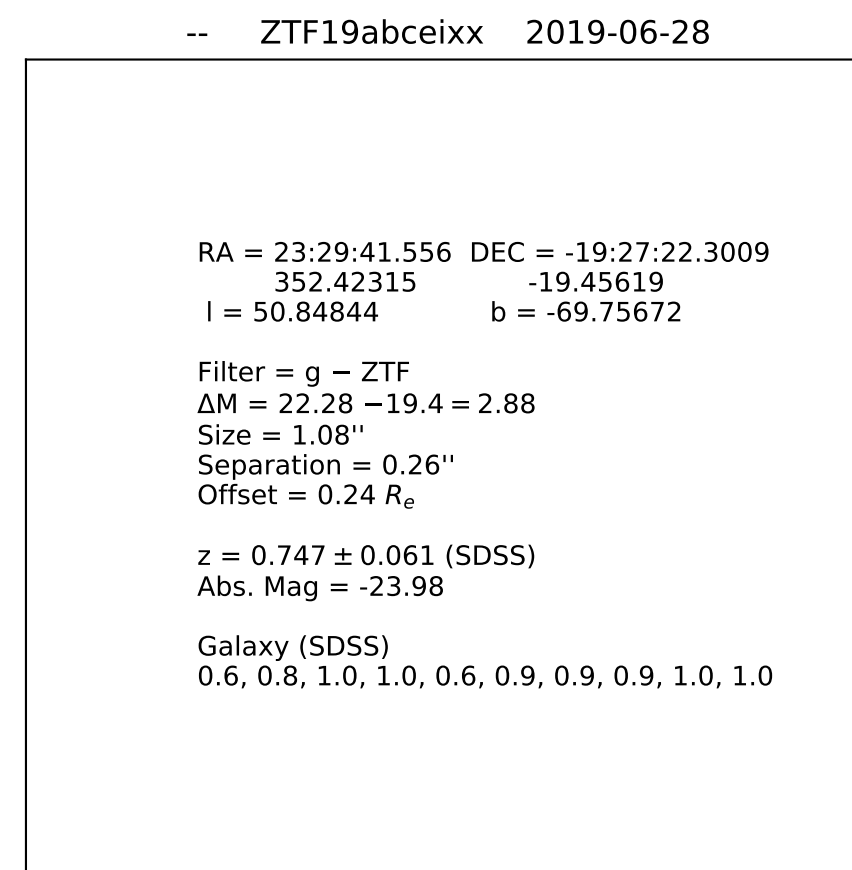 -- ZTF19abceixx 2019-06-28
RA = 23:29:41.556 DEC = -19:27:22.3009
352.42315 -19.45619
l = 50.84844 b = -69.75672
Filter = g − ZTF
ΔM = 22.28 −19.4 = 2.88
Size = 1.08''
Separation = 0.26''
Offset = 0.24 Rₑ
z = 0.747 ± 0.061 (SDSS)
Abs. Mag = -23.98
Galaxy (SDSS)
0.6, 0.8, 1.0, 1.0, 0.6, 0.9, 0.9, 0.9, 1.0, 1.0